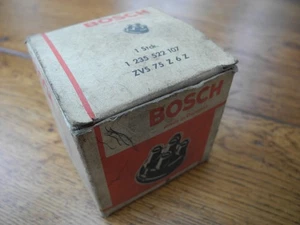 BOSCH
1 Stck.
1 235 522 107
ZVS 75 Z 6 Z
BOSCH